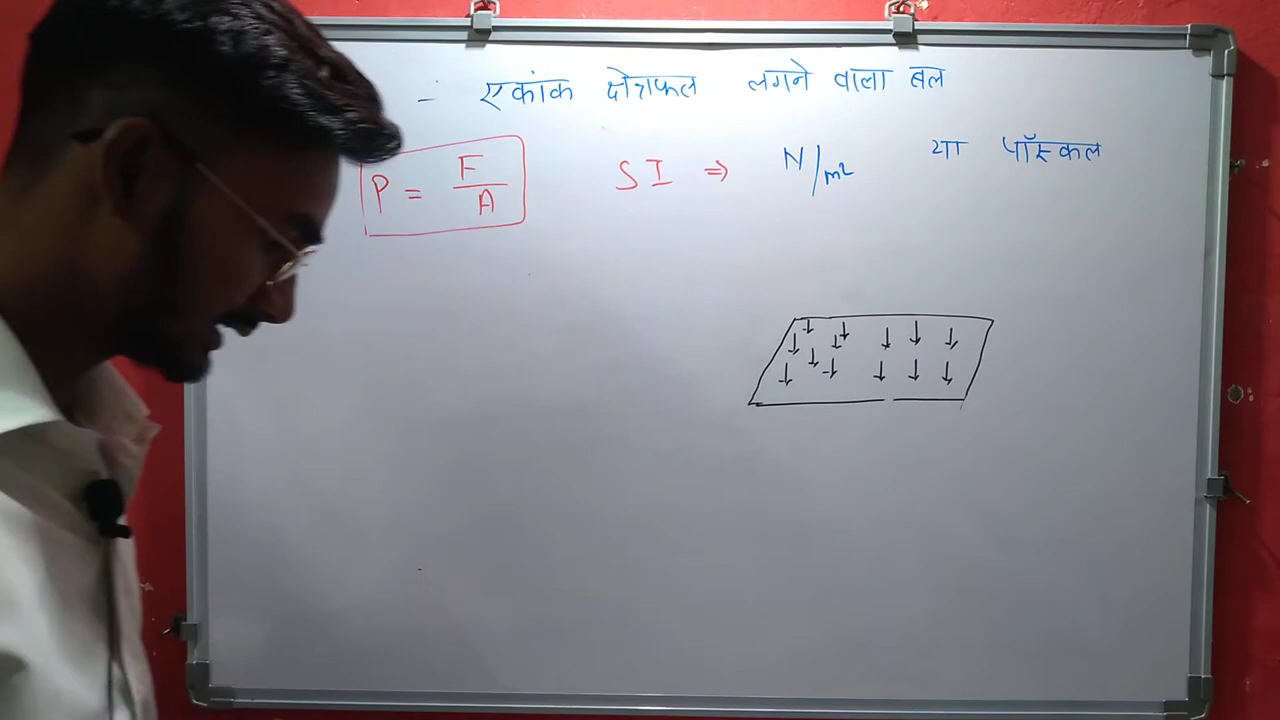 - एकांक क्षेत्रफल लगने वाला बल
P = F/A SI ⇒ N/m² या पॉस्कल